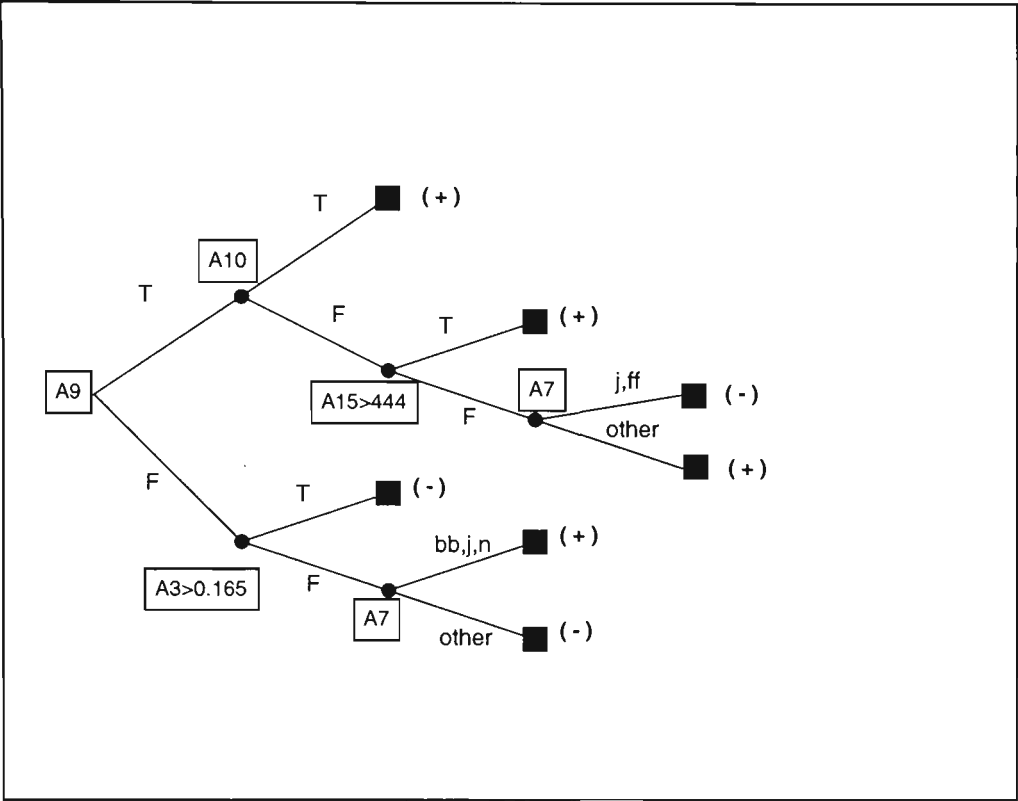 T
(+)
A10
T
F
T
(+)
A9
A15>444
F
A7
j,ff
(-)
other
(+)
F
T
(-)
bb,j,n
(+)
A3>0.165
F
A7
other
(-)